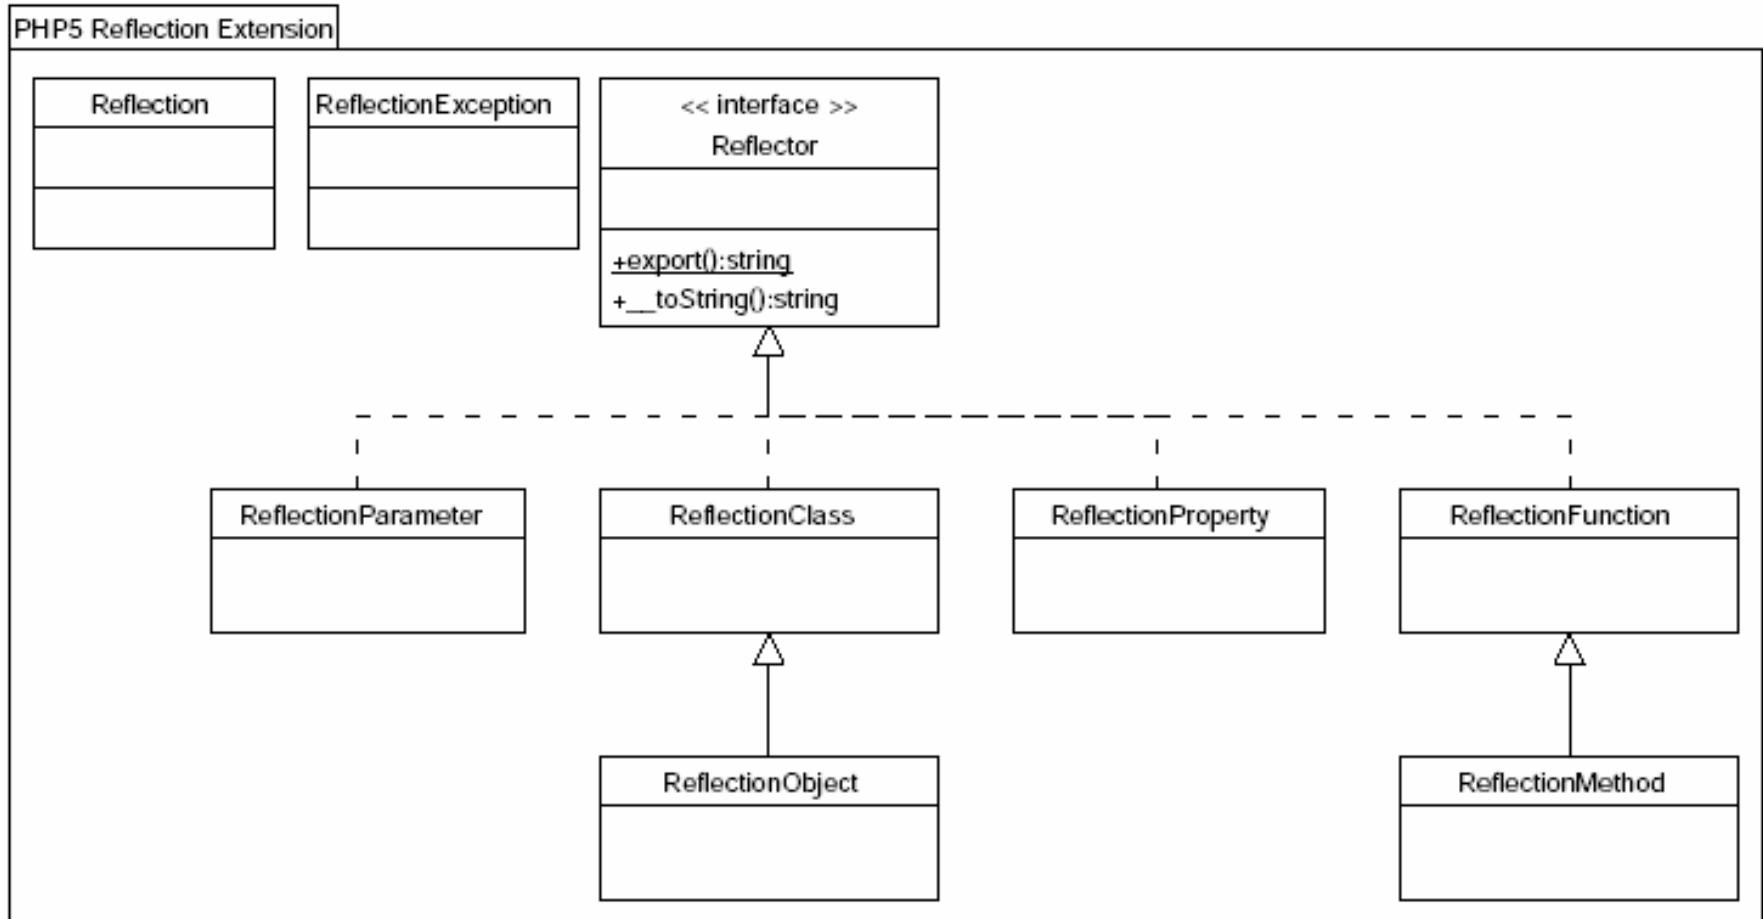 PHP5 Reflection Extension
Reflection
ReflectionException
<< interface >>
Reflector
+export():string
+__toString():string
ReflectionParameter
ReflectionClass
ReflectionProperty
ReflectionFunction
ReflectionObject
ReflectionMethod